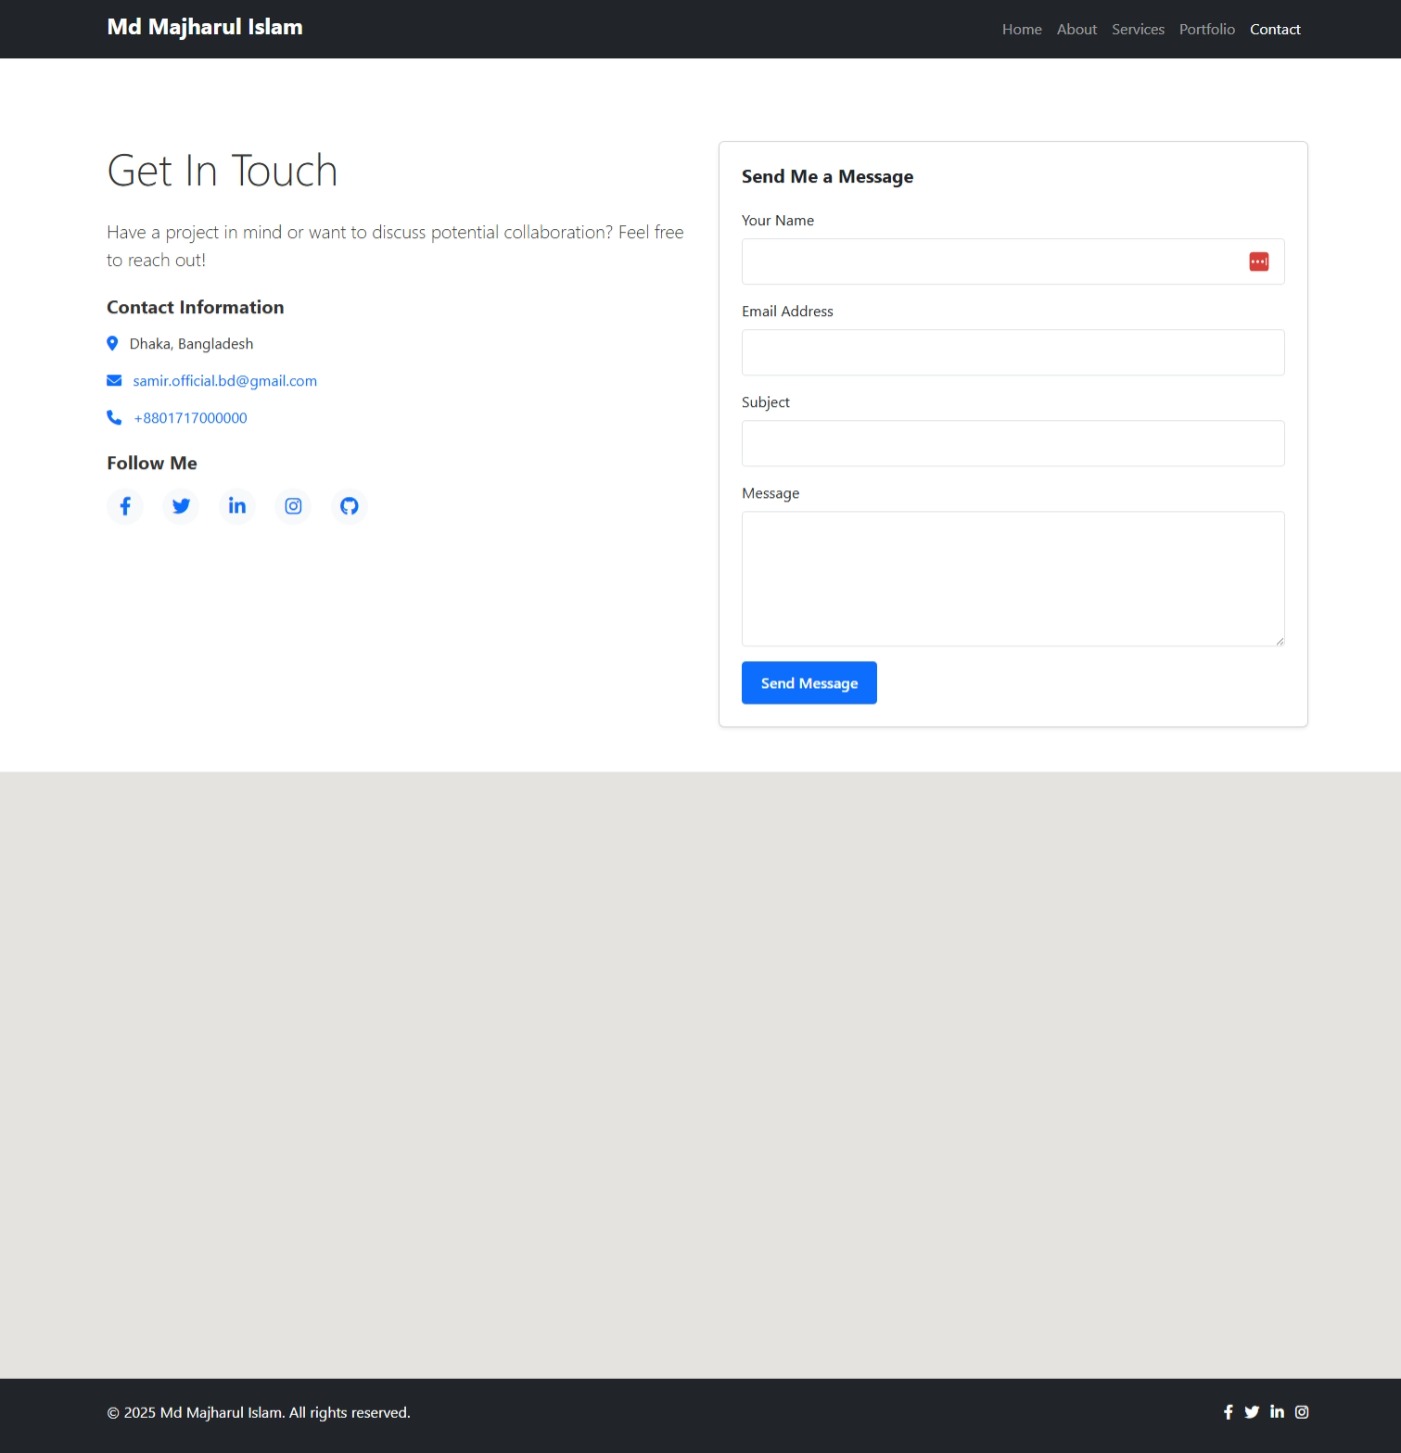 Md Majharul Islam
Home About Services Portfolio Contact
Get In Touch
Have a project in mind or want to discuss potential collaboration? Feel free
to reach out!
Contact Information
Dhaka, Bangladesh
samir.official.bd@gmail.com
+8801717000000
Follow Me
Send Me a Message
Your Name
Email Address
Subject
Message
Send Message
© 2025 Md Majharul Islam. All rights reserved.